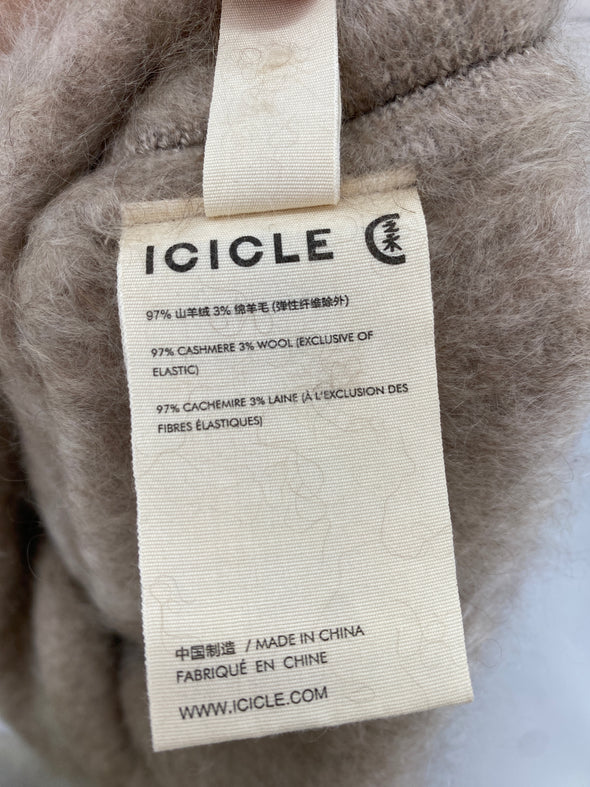 ICICLE 之禾
97% 山羊绒 3% 绵羊毛 (弹性纤维除外)
97% CASHMERE 3% WOOL (EXCLUSIVE OF
ELASTIC)
97% CACHEMIRE 3% LAINE (À L'EXCLUSION DES
FIBRES ÉLASTIQUES)
中国制造 / MADE IN CHINA
FABRIQUÉ EN CHINE
WWW.ICICLE.COM